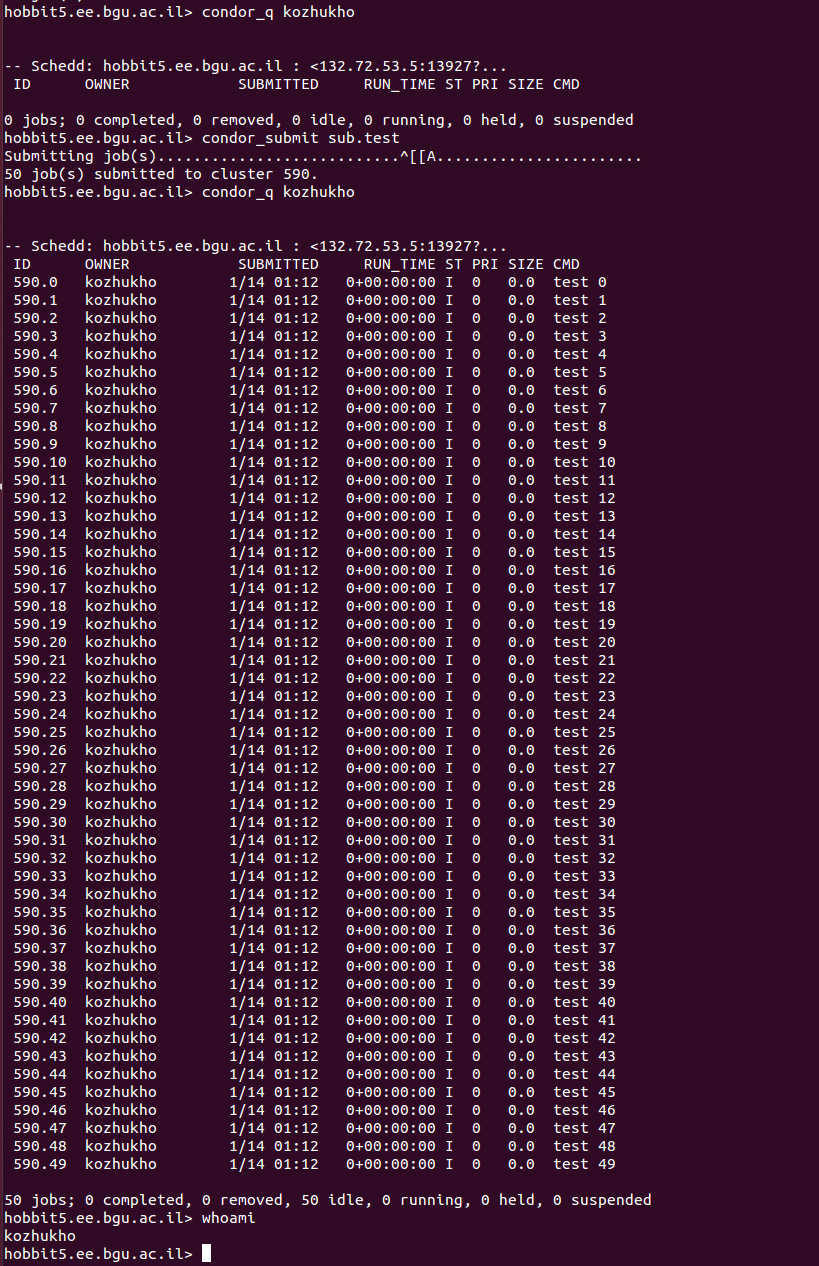 hobbit5.ee.bgu.ac.il> condor_q kozhukho
-- Schedd: hobbit5.ee.bgu.ac.il : <132.72.53.5:13927?...
ID OWNER SUBMITTED RUN_TIME ST PRI SIZE CMD
0 jobs; 0 completed, 0 removed, 0 idle, 0 running, 0 held, 0 suspended
hobbit5.ee.bgu.ac.il> condor_submit sub.test
Submitting job(s)...........................^[[A.......................
50 job(s) submitted to cluster 590.
hobbit5.ee.bgu.ac.il> condor_q kozhukho
-- Schedd: hobbit5.ee.bgu.ac.il : <132.72.53.5:13927?...
ID OWNER SUBMITTED RUN_TIME ST PRI SIZE CMD
590.0 kozhukho 1/14 01:12 0+00:00:00 I 0 0.0 test 0
590.1 kozhukho 1/14 01:12 0+00:00:00 I 0 0.0 test 1
590.2 kozhukho 1/14 01:12 0+00:00:00 I 0 0.0 test 2
590.3 kozhukho 1/14 01:12 0+00:00:00 I 0 0.0 test 3
590.4 kozhukho 1/14 01:12 0+00:00:00 I 0 0.0 test 4
590.5 kozhukho 1/14 01:12 0+00:00:00 I 0 0.0 test 5
590.6 kozhukho 1/14 01:12 0+00:00:00 I 0 0.0 test 6
590.7 kozhukho 1/14 01:12 0+00:00:00 I 0 0.0 test 7
590.8 kozhukho 1/14 01:12 0+00:00:00 I 0 0.0 test 8
590.9 kozhukho 1/14 01:12 0+00:00:00 I 0 0.0 test 9
590.10 kozhukho 1/14 01:12 0+00:00:00 I 0 0.0 test 10
590.11 kozhukho 1/14 01:12 0+00:00:00 I 0 0.0 test 11
590.12 kozhukho 1/14 01:12 0+00:00:00 I 0 0.0 test 12
590.13 kozhukho 1/14 01:12 0+00:00:00 I 0 0.0 test 13
590.14 kozhukho 1/14 01:12 0+00:00:00 I 0 0.0 test 14
590.15 kozhukho 1/14 01:12 0+00:00:00 I 0 0.0 test 15
590.16 kozhukho 1/14 01:12 0+00:00:00 I 0 0.0 test 16
590.17 kozhukho 1/14 01:12 0+00:00:00 I 0 0.0 test 17
590.18 kozhukho 1/14 01:12 0+00:00:00 I 0 0.0 test 18
590.19 kozhukho 1/14 01:12 0+00:00:00 I 0 0.0 test 19
590.20 kozhukho 1/14 01:12 0+00:00:00 I 0 0.0 test 20
590.21 kozhukho 1/14 01:12 0+00:00:00 I 0 0.0 test 21
590.22 kozhukho 1/14 01:12 0+00:00:00 I 0 0.0 test 22
590.23 kozhukho 1/14 01:12 0+00:00:00 I 0 0.0 test 23
590.24 kozhukho 1/14 01:12 0+00:00:00 I 0 0.0 test 24
590.25 kozhukho 1/14 01:12 0+00:00:00 I 0 0.0 test 25
590.26 kozhukho 1/14 01:12 0+00:00:00 I 0 0.0 test 26
590.27 kozhukho 1/14 01:12 0+00:00:00 I 0 0.0 test 27
590.28 kozhukho 1/14 01:12 0+00:00:00 I 0 0.0 test 28
590.29 kozhukho 1/14 01:12 0+00:00:00 I 0 0.0 test 29
590.30 kozhukho 1/14 01:12 0+00:00:00 I 0 0.0 test 30
590.31 kozhukho 1/14 01:12 0+00:00:00 I 0 0.0 test 31
590.32 kozhukho 1/14 01:12 0+00:00:00 I 0 0.0 test 32
590.33 kozhukho 1/14 01:12 0+00:00:00 I 0 0.0 test 33
590.34 kozhukho 1/14 01:12 0+00:00:00 I 0 0.0 test 34
590.35 kozhukho 1/14 01:12 0+00:00:00 I 0 0.0 test 35
590.36 kozhukho 1/14 01:12 0+00:00:00 I 0 0.0 test 36
590.37 kozhukho 1/14 01:12 0+00:00:00 I 0 0.0 test 37
590.38 kozhukho 1/14 01:12 0+00:00:00 I 0 0.0 test 38
590.39 kozhukho 1/14 01:12 0+00:00:00 I 0 0.0 test 39
590.40 kozhukho 1/14 01:12 0+00:00:00 I 0 0.0 test 40
590.41 kozhukho 1/14 01:12 0+00:00:00 I 0 0.0 test 41
590.42 kozhukho 1/14 01:12 0+00:00:00 I 0 0.0 test 42
590.43 kozhukho 1/14 01:12 0+00:00:00 I 0 0.0 test 43
590.44 kozhukho 1/14 01:12 0+00:00:00 I 0 0.0 test 44
590.45 kozhukho 1/14 01:12 0+00:00:00 I 0 0.0 test 45
590.46 kozhukho 1/14 01:12 0+00:00:00 I 0 0.0 test 46
590.47 kozhukho 1/14 01:12 0+00:00:00 I 0 0.0 test 47
590.48 kozhukho 1/14 01:12 0+00:00:00 I 0 0.0 test 48
590.49 kozhukho 1/14 01:12 0+00:00:00 I 0 0.0 test 49
50 jobs; 0 completed, 0 removed, 50 idle, 0 running, 0 held, 0 suspended
hobbit5.ee.bgu.ac.il> whoami
kozhukho
hobbit5.ee.bgu.ac.il>